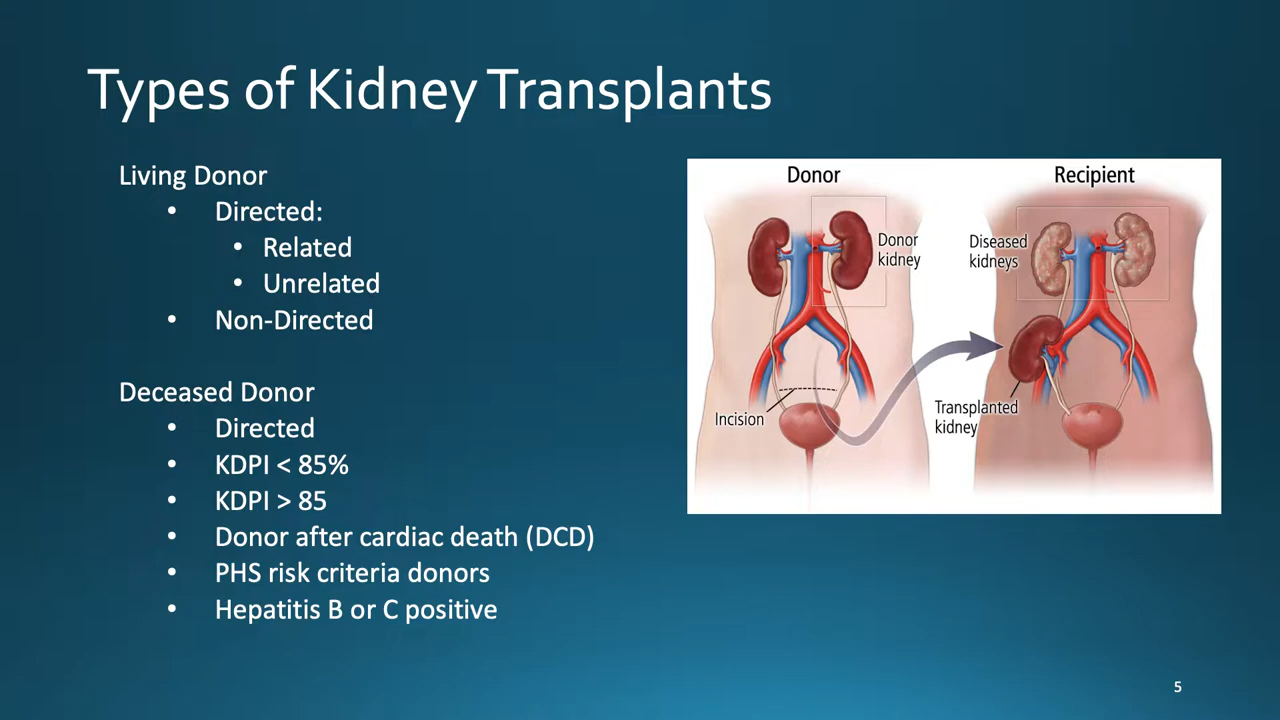 Types of Kidney Transplants
Living Donor
• Directed:
• Related
• Unrelated
• Non-Directed
Deceased Donor
• Directed
• KDPI < 85%
• KDPI > 85
• Donor after cardiac death (DCD)
• PHS risk criteria donors
• Hepatitis B or C positive
Donor
Donor
kidney
Incision
Recipient
Diseased
kidneys
Transplanted
kidney
5